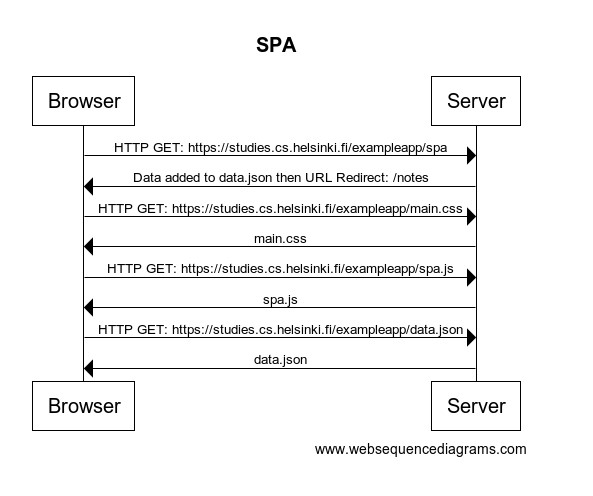 SPA
Browser Server
HTTP GET: https://studies.cs.helsinki.fi/exampleapp/spa
Data added to data.json then URL Redirect: /notes
HTTP GET: https://studies.cs.helsinki.fi/exampleapp/main.css
main.css
HTTP GET: https://studies.cs.helsinki.fi/exampleapp/spa.js
spa.js
HTTP GET: https://studies.cs.helsinki.fi/exampleapp/data.json
data.json
Browser Server
www.websequencediagrams.com